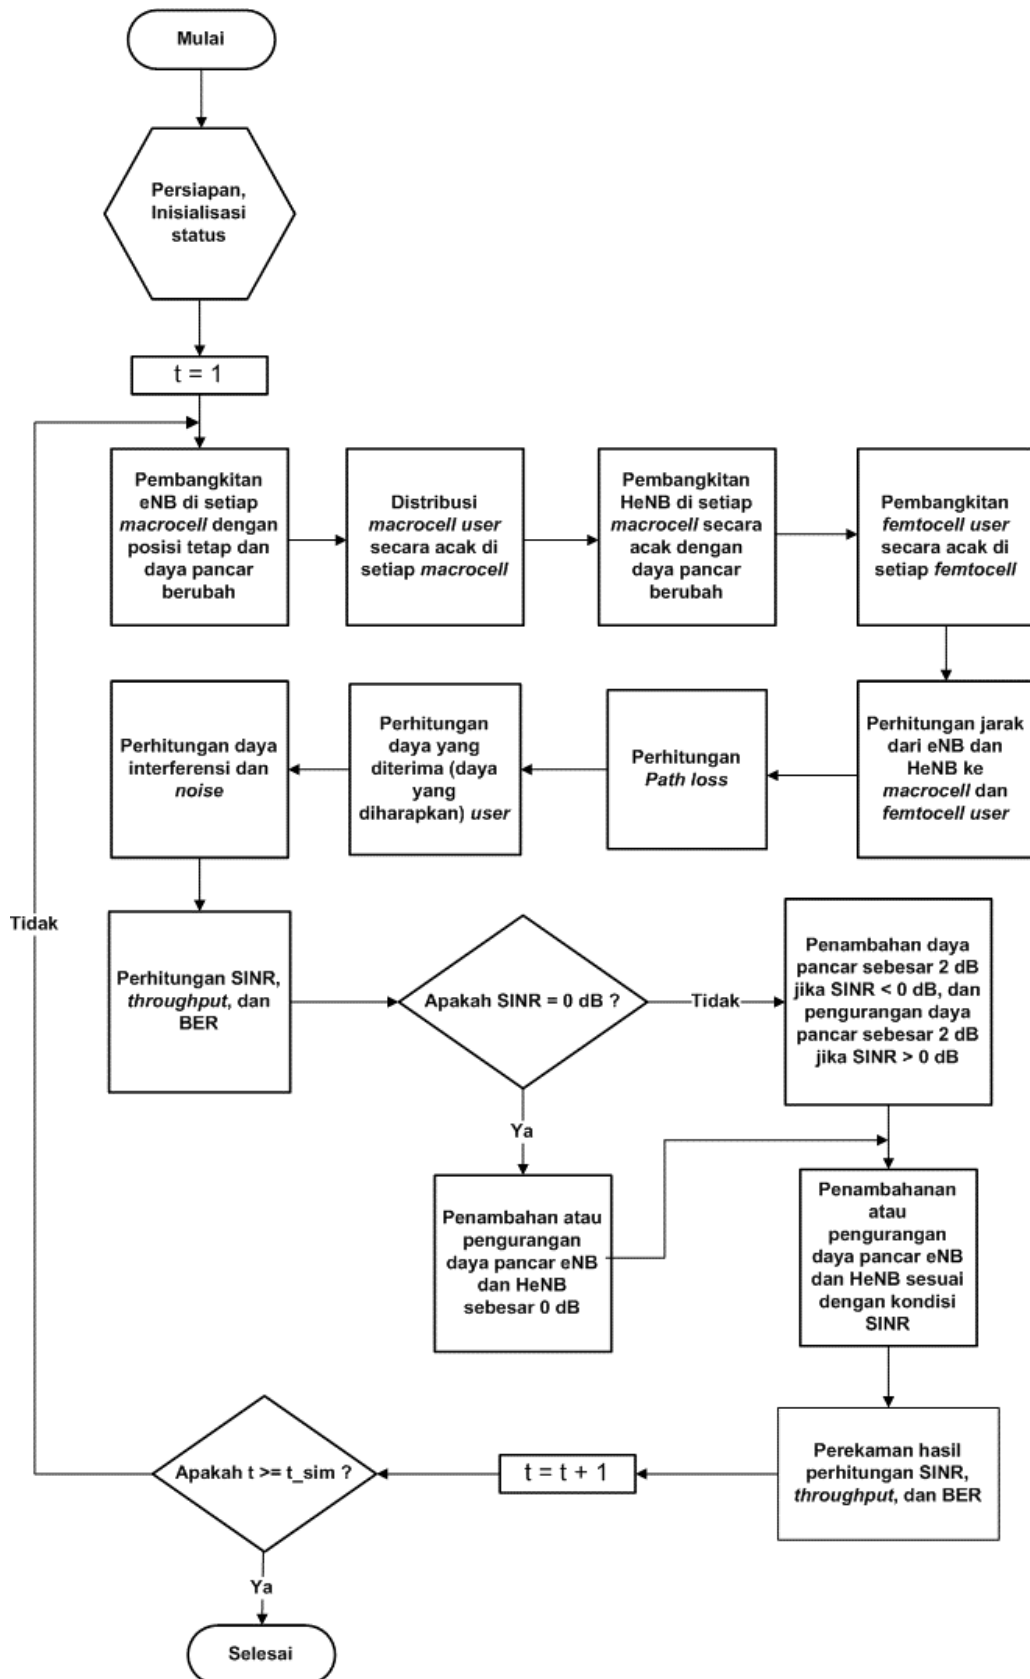 Mulai
Persiapan,
Inisialisasi
status
t = 1
Pembangkitan
eNB di setiap
macrocell dengan
posisi tetap dan
daya pancar
berubah
Distribusi
macrocell user
secara acak di
setiap macrocell
Pembangkitan
HeNB di setiap
macrocell secara
acak dengan
daya pancar
berubah
Pembangkitan
femtocell user
secara acak di
setiap femtocell
Perhitungan jarak
dari eNB dan
HeNB ke
macrocell dan
femtocell user
Perhitungan
Path loss
Perhitungan
daya yang
diterima (daya
yang
diharapkan) user
Perhitungan daya
interferensi dan
noise
Perhitungan SINR,
throughput, dan
BER
Apakah SINR = 0 dB ?
Tidak
Penambahan daya
pancar sebesar 2 dB
jika SINR < 0 dB, dan
pengurangan daya
pancar sebesar 2 dB
jika SINR > 0 dB
Ya
Penambahan atau
pengurangan
daya pancar eNB
dan HeNB
sebesar 0 dB
Penambahanan
atau
pengurangan
daya pancar eNB
dan HeNB sesuai
dengan kondisi
SINR
Perekaman hasil
perhitungan SINR,
throughput, dan BER
t = t + 1
Apakah t >= t_sim ?
Tidak
Ya
Selesai